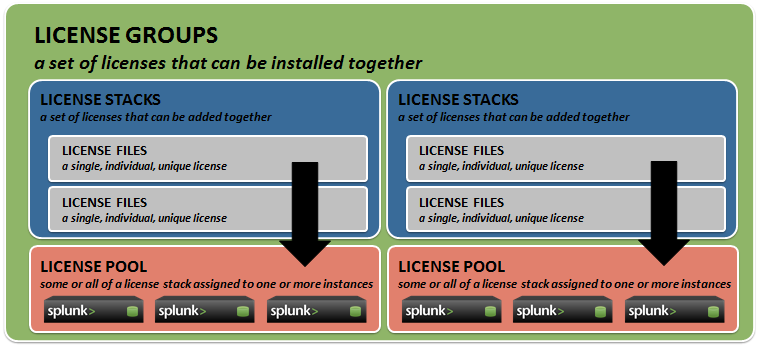 LICENSE GROUPS
a set of licenses that can be installed together
LICENSE STACKS
a set of licenses that can be added together
LICENSE FILES
a single, individual, unique license
LICENSE FILES
a single, individual, unique license
LICENSE POOL
some or all of a license stack assigned to one or more instances
splunk>
splunk>
splunk>
LICENSE STACKS
a set of licenses that can be added together
LICENSE FILES
a single, individual, unique license
LICENSE FILES
a single, individual, unique license
LICENSE POOL
some or all of a license stack assigned to one or more instances
splunk>
splunk>
splunk>